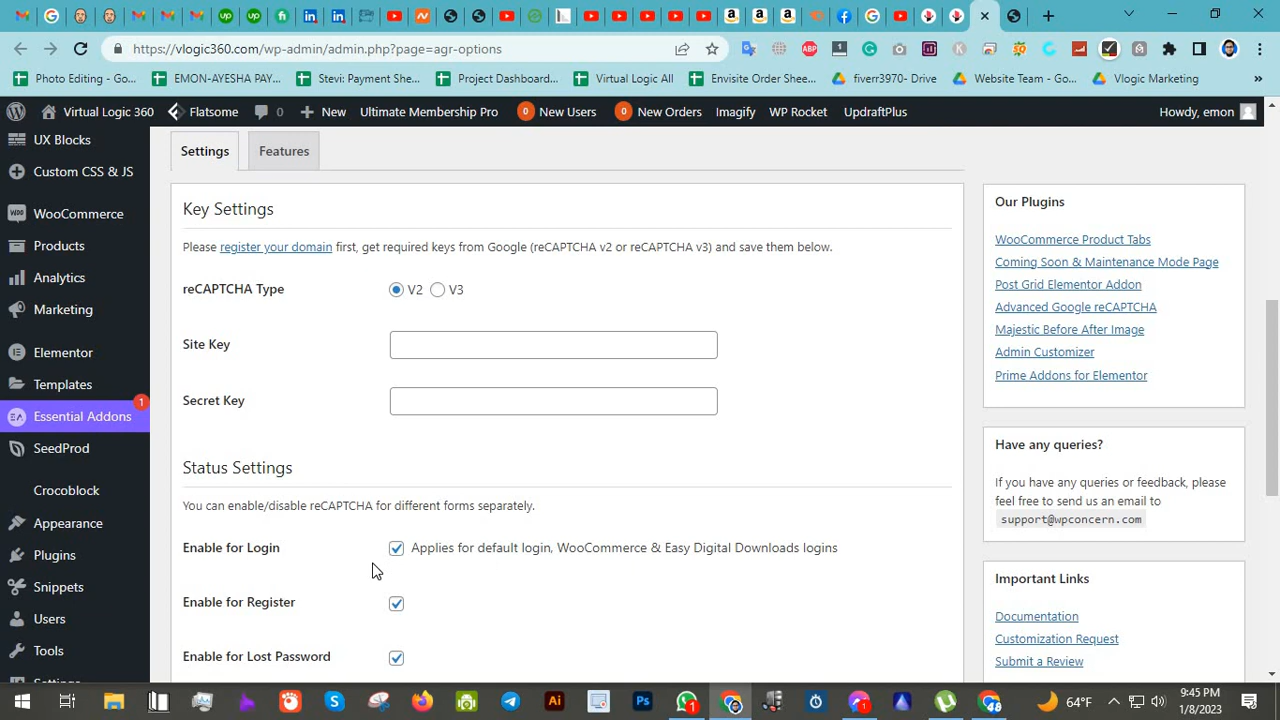 https://vlogic360.com/wp-admin/admin.php?page=agr-options
Photo Editing - Go...
EMON-AYESHA PAY...
Stevi: Payment She...
Project Dashboard...
Virtual Logic All
Envisite Order Shee...
fiverr3970- Drive
Website Team - Go...
Vlogic Marketing
»
Virtual Logic 360
Flatsome
New
Ultimate Membership Pro
0 New Users
0 New Orders
Imagify
WP Rocket
UpdraftPlus
Howdy, emon
UX Blocks
Custom CSS & JS
WooCommerce
Products
Analytics
Marketing
Elementor
Templates
Essential Addons
1
SeedProd
Crocoblock
Appearance
Plugins
Snippets
Users
Tools
Settings
Features
Key Settings
Please register your domain first, get required keys from Google (reCAPTCHA v2 or reCAPTCHA v3) and save them below.
reCAPTCHA Type
V2 V3
Site Key
Secret Key
Status Settings
You can enable/disable reCAPTCHA for different forms separately.
Enable for Login
Applies for default login, WooCommerce & Easy Digital Downloads logins
Enable for Register
Enable for Lost Password
Our Plugins
WooCommerce Product Tabs
Coming Soon & Maintenance Mode Page
Post Grid Elementor Addon
Advanced Google reCAPTCHA
Majestic Before After Image
Admin Customizer
Prime Addons for Elementor
Have any queries?
If you have any queries or feedback, please
feel free to send us an email to
support@wpconcern.com
Important Links
Documentation
Customization Request
Submit a Review
64°F
9:45 PM
1/8/2023